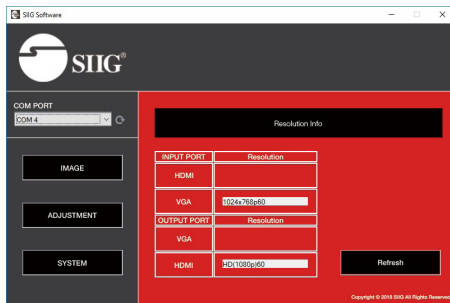 SIIG Software
SIIG®
COM PORT
COM 4
IMAGE
ADJUSTMENT
SYSTEM
Resolution Info
INPUT PORT Resolution
HDMI
VGA 1024x768p60
OUTPUT PORT Resolution
VGA
HDMI HD(1080p)60
Refresh
Copyright © 2018 SIIG All Rights Reserved